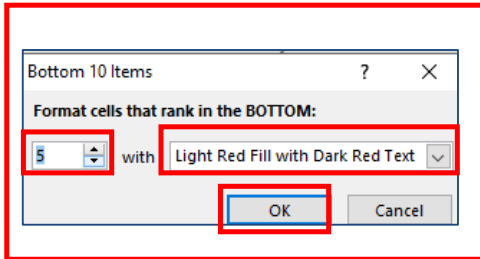 Bottom 10 Items ? ×
Format cells that rank in the BOTTOM:
5 with Light Red Fill with Dark Red Text
OK Cancel